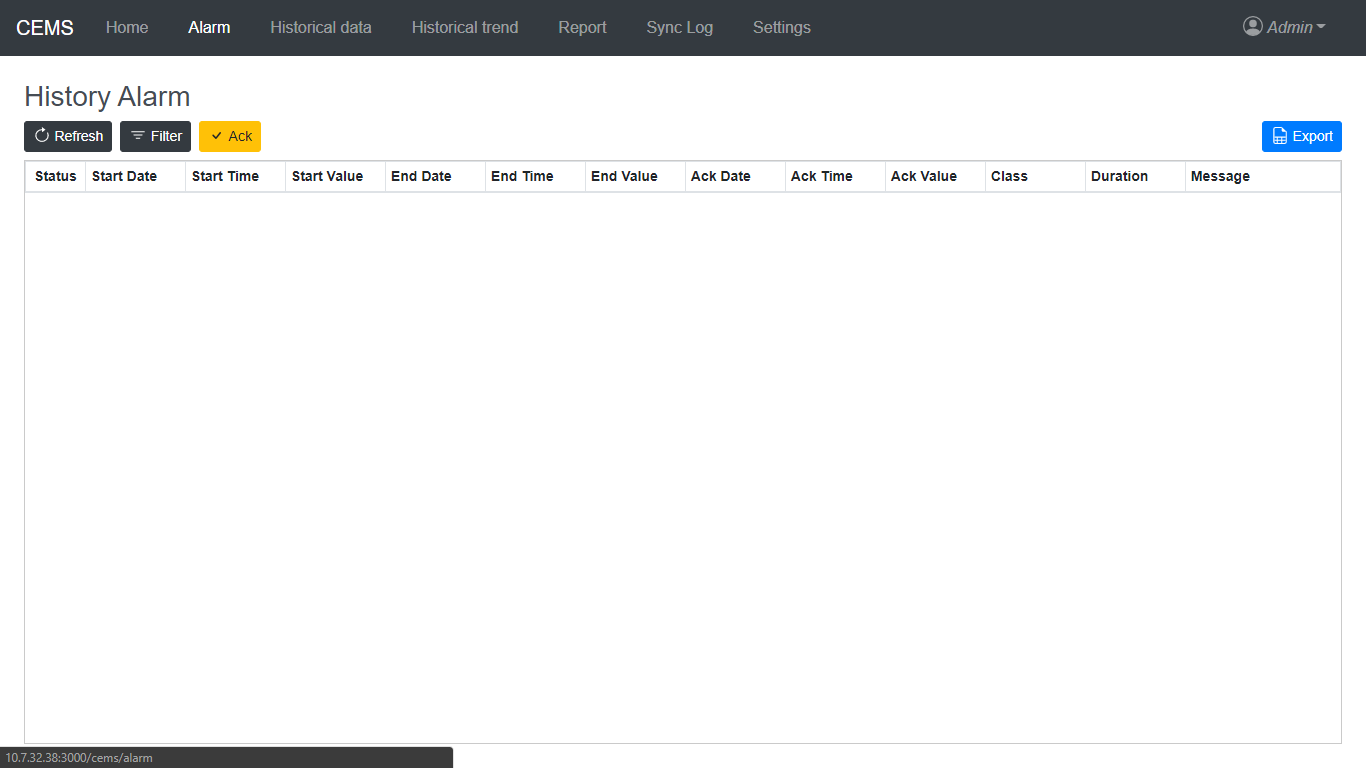 CEMS Home Alarm Historical data Historical trend Report Sync Log Settings Admin
History Alarm
Refresh Filter Ack Export
Status Start Date Start Time Start Value End Date End Time End Value Ack Date Ack Time Ack Value Class Duration Message
10.7.32.38:3000/cems/alarm